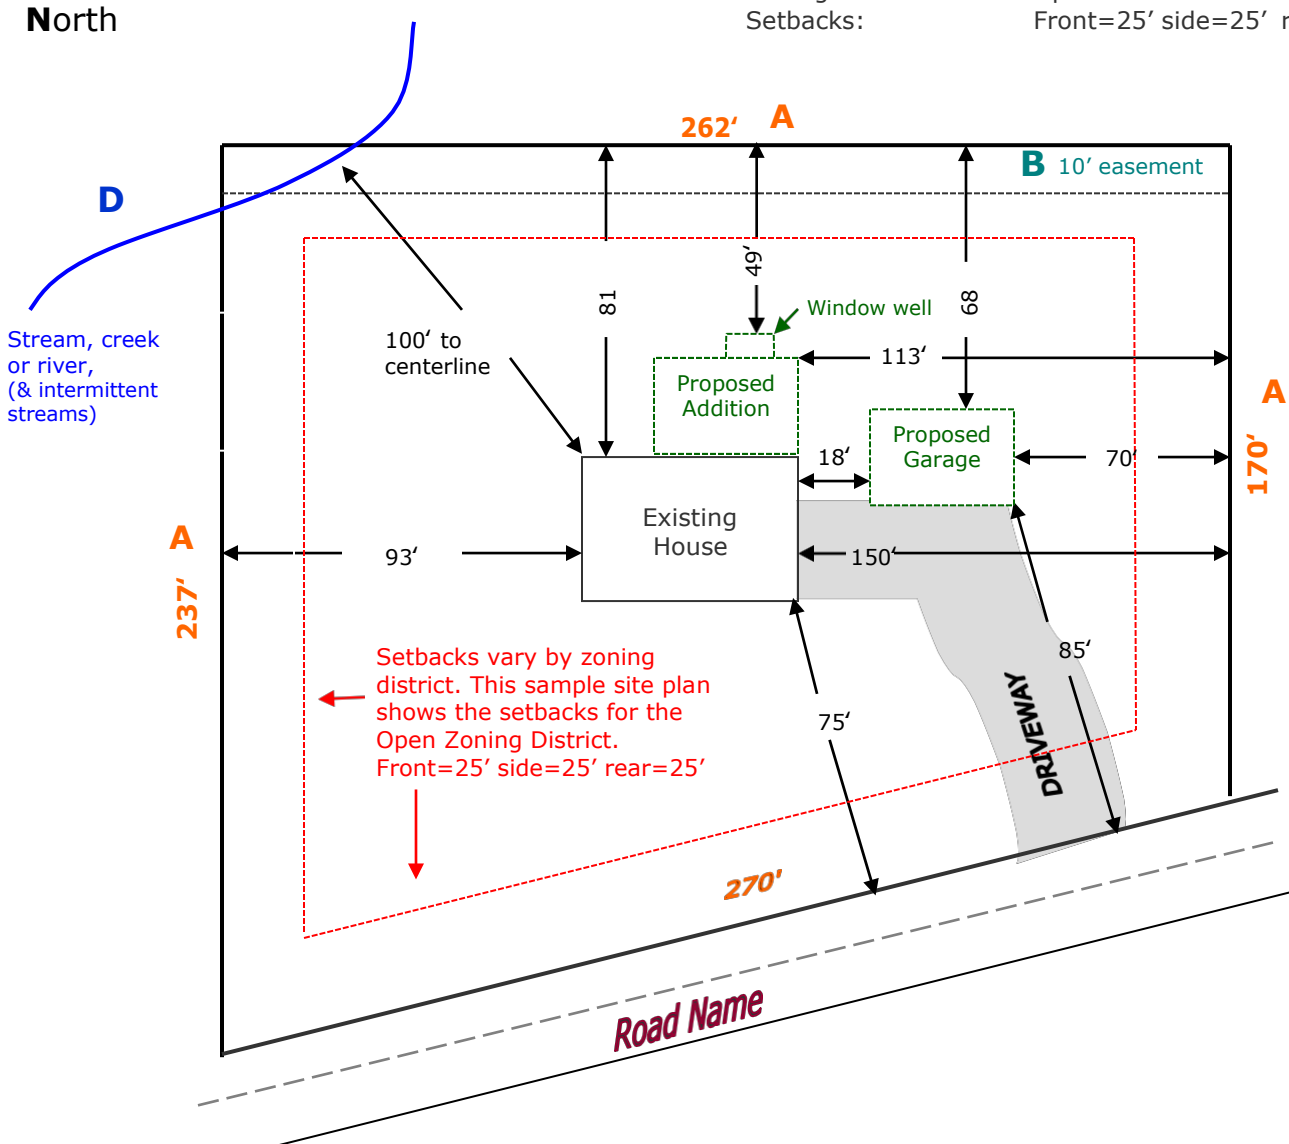 North
Setbacks: Front=25’ side=25’
262‘ A
B 10’ easement
D
49‘
81
68
Window well
Stream, creek
or river,
(& intermittent
streams)
100‘ to
centerline
113‘
Proposed
Addition
A
Proposed
Garage
18‘
70‘
170‘
Existing
House
A
93‘
150‘
237‘
Setbacks vary by zoning
district. This sample site plan
shows the setbacks for the
Open Zoning District.
Front=25’ side=25’ rear=25’
85‘
75‘
DRIVEWAY
270'
Road Name